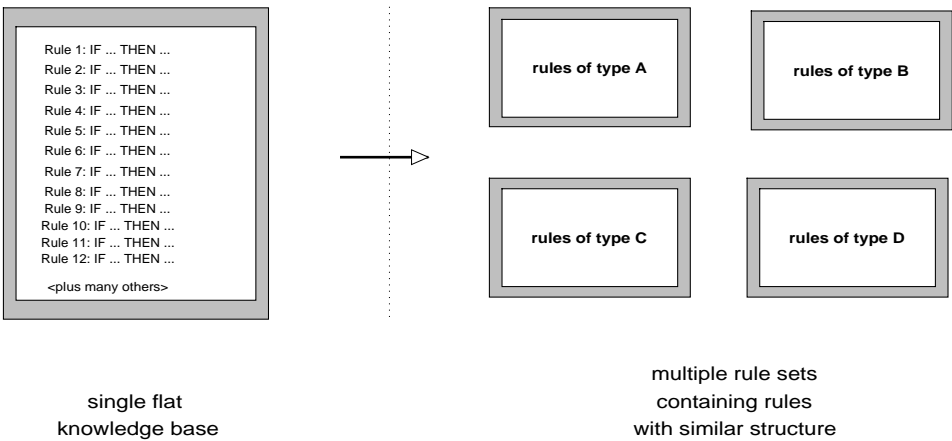 Rule 1: IF ... THEN ...
Rule 2: IF ... THEN ...
Rule 3: IF ... THEN ...
Rule 4: IF ... THEN ...
Rule 5: IF ... THEN ...
Rule 6: IF ... THEN ...
Rule 7: IF ... THEN ...
Rule 8: IF ... THEN ...
Rule 9: IF ... THEN ...
Rule 10: IF ... THEN ...
Rule 11: IF ... THEN ...
Rule 12: IF ... THEN ...
<plus many others>
single flat
knowledge base
rules of type A
rules of type B
rules of type C
rules of type D
multiple rule sets
containing rules
with similar structure